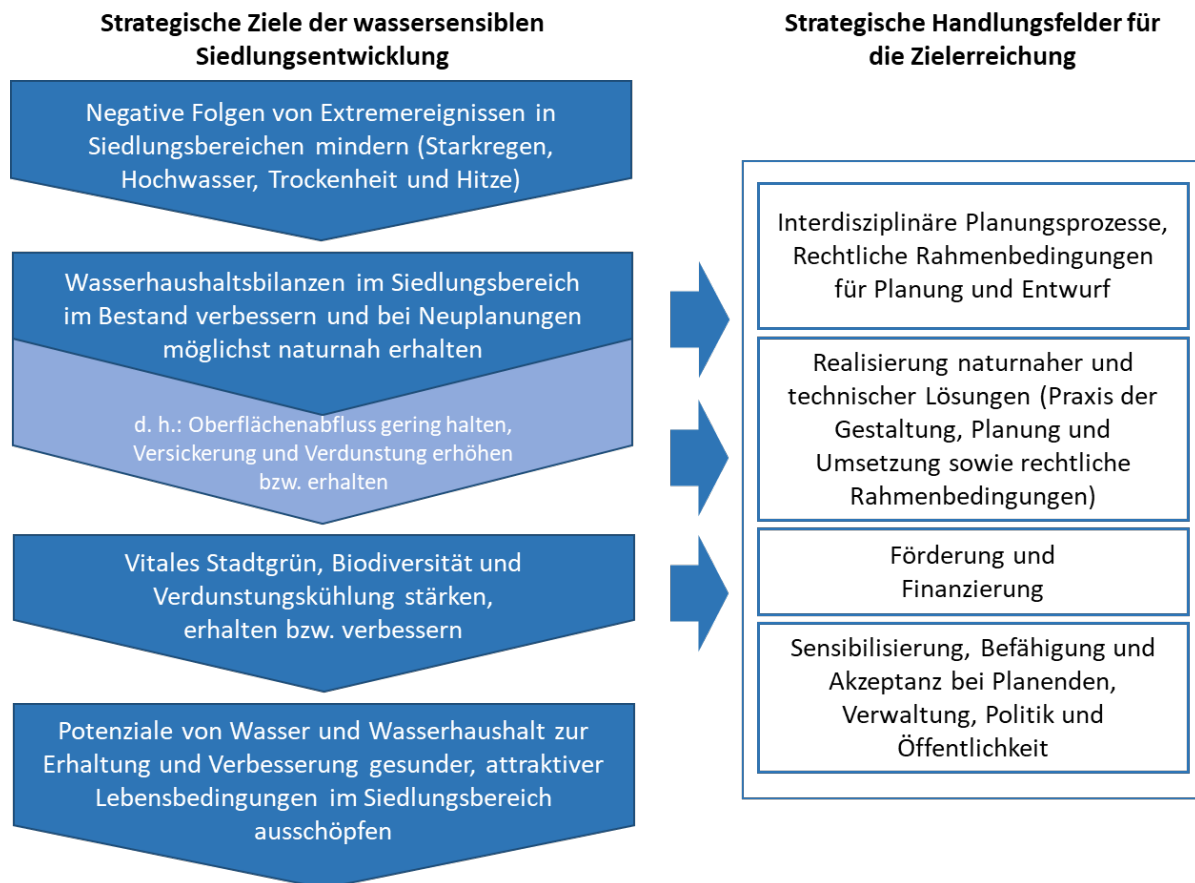 Strategische Ziele der wassersensiblen
Siedlungsentwicklung
Negative Folgen von Extremereignissen in
Siedlungsbereichen mindern (Starkregen,
Hochwasser, Trockenheit und Hitze)
Wasserhaushaltsbilanzen im Siedlungsbereich
im Bestand verbessern und bei Neuplanungen
möglichst naturnah erhalten
d. h.: Oberflächenabfluss gering halten,
Versickerung und Verdunstung erhöhen
bzw. erhalten
Vitales Stadtgrün, Biodiversität und
Verdunstungskühlung stärken,
erhalten bzw. verbessern
Potenziale von Wasser und Wasserhaushalt zur
Erhaltung und Verbesserung gesunder, attraktiver
Lebensbedingungen im Siedlungsbereich
ausschöpfen
Strategische Handlungsfelder für
die Zielerreichung
Interdisziplinäre Planungsprozesse,
Rechtliche Rahmenbedingungen
für Planung und Entwurf
Realisierung naturnaher und
technischer Lösungen (Praxis der
Gestaltung, Planung und
Umsetzung sowie rechtliche
Rahmenbedingungen)
Förderung und
Finanzierung
Sensibilisierung, Befähigung und
Akzeptanz bei Planenden,
Verwaltung, Politik und
Öffentlichkeit